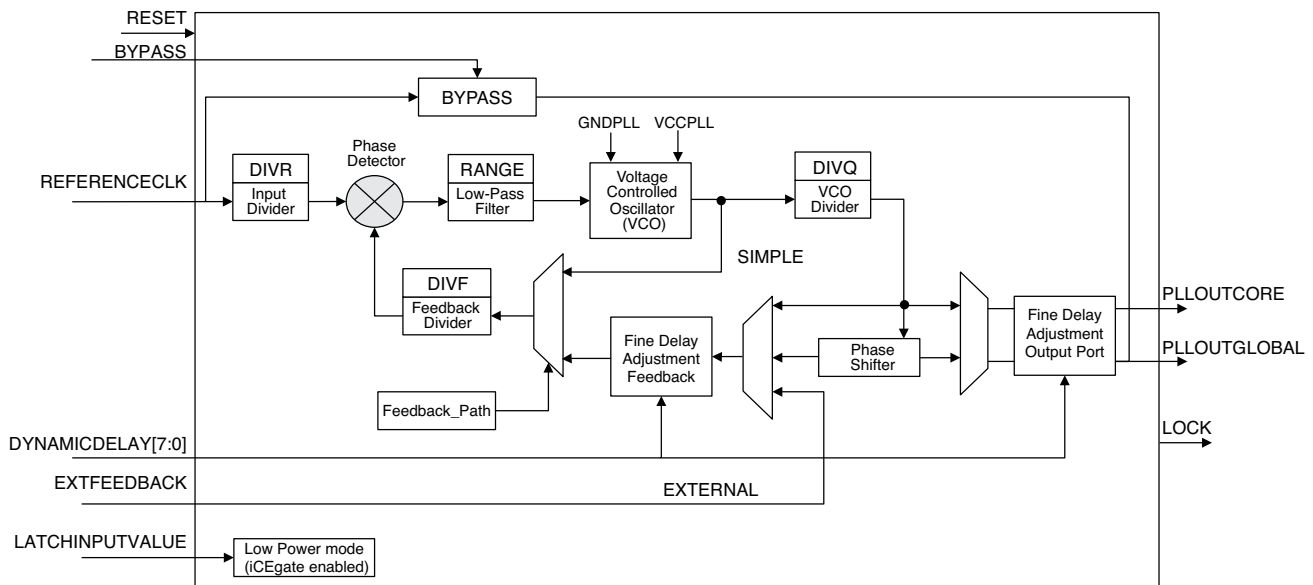 RESET
BYPASS
BYPASS
GNDPLL
VCCPLL
Phase
Detector
REFERENCECLK
DIVR
Input
Divider
RANGE
Low-Pass
Filter
Voltage
Controlled
Oscillator
(VCO)
DIVQ
VCO
Divider
SIMPLE
DIVF
Feedback
Divider
Fine Delay
Adjustment
Feedback
Phase
Shifter
Fine Delay
Adjustment
Output Port
PLLOUTCORE
PLLOUTGLOBAL
Feedback_Path
DYNAMICDELAY[7:0]
LOCK
EXTFEEDBACK
EXTERNAL
LATCHINPUTVALUE
Low Power mode
(iCEgate enabled)